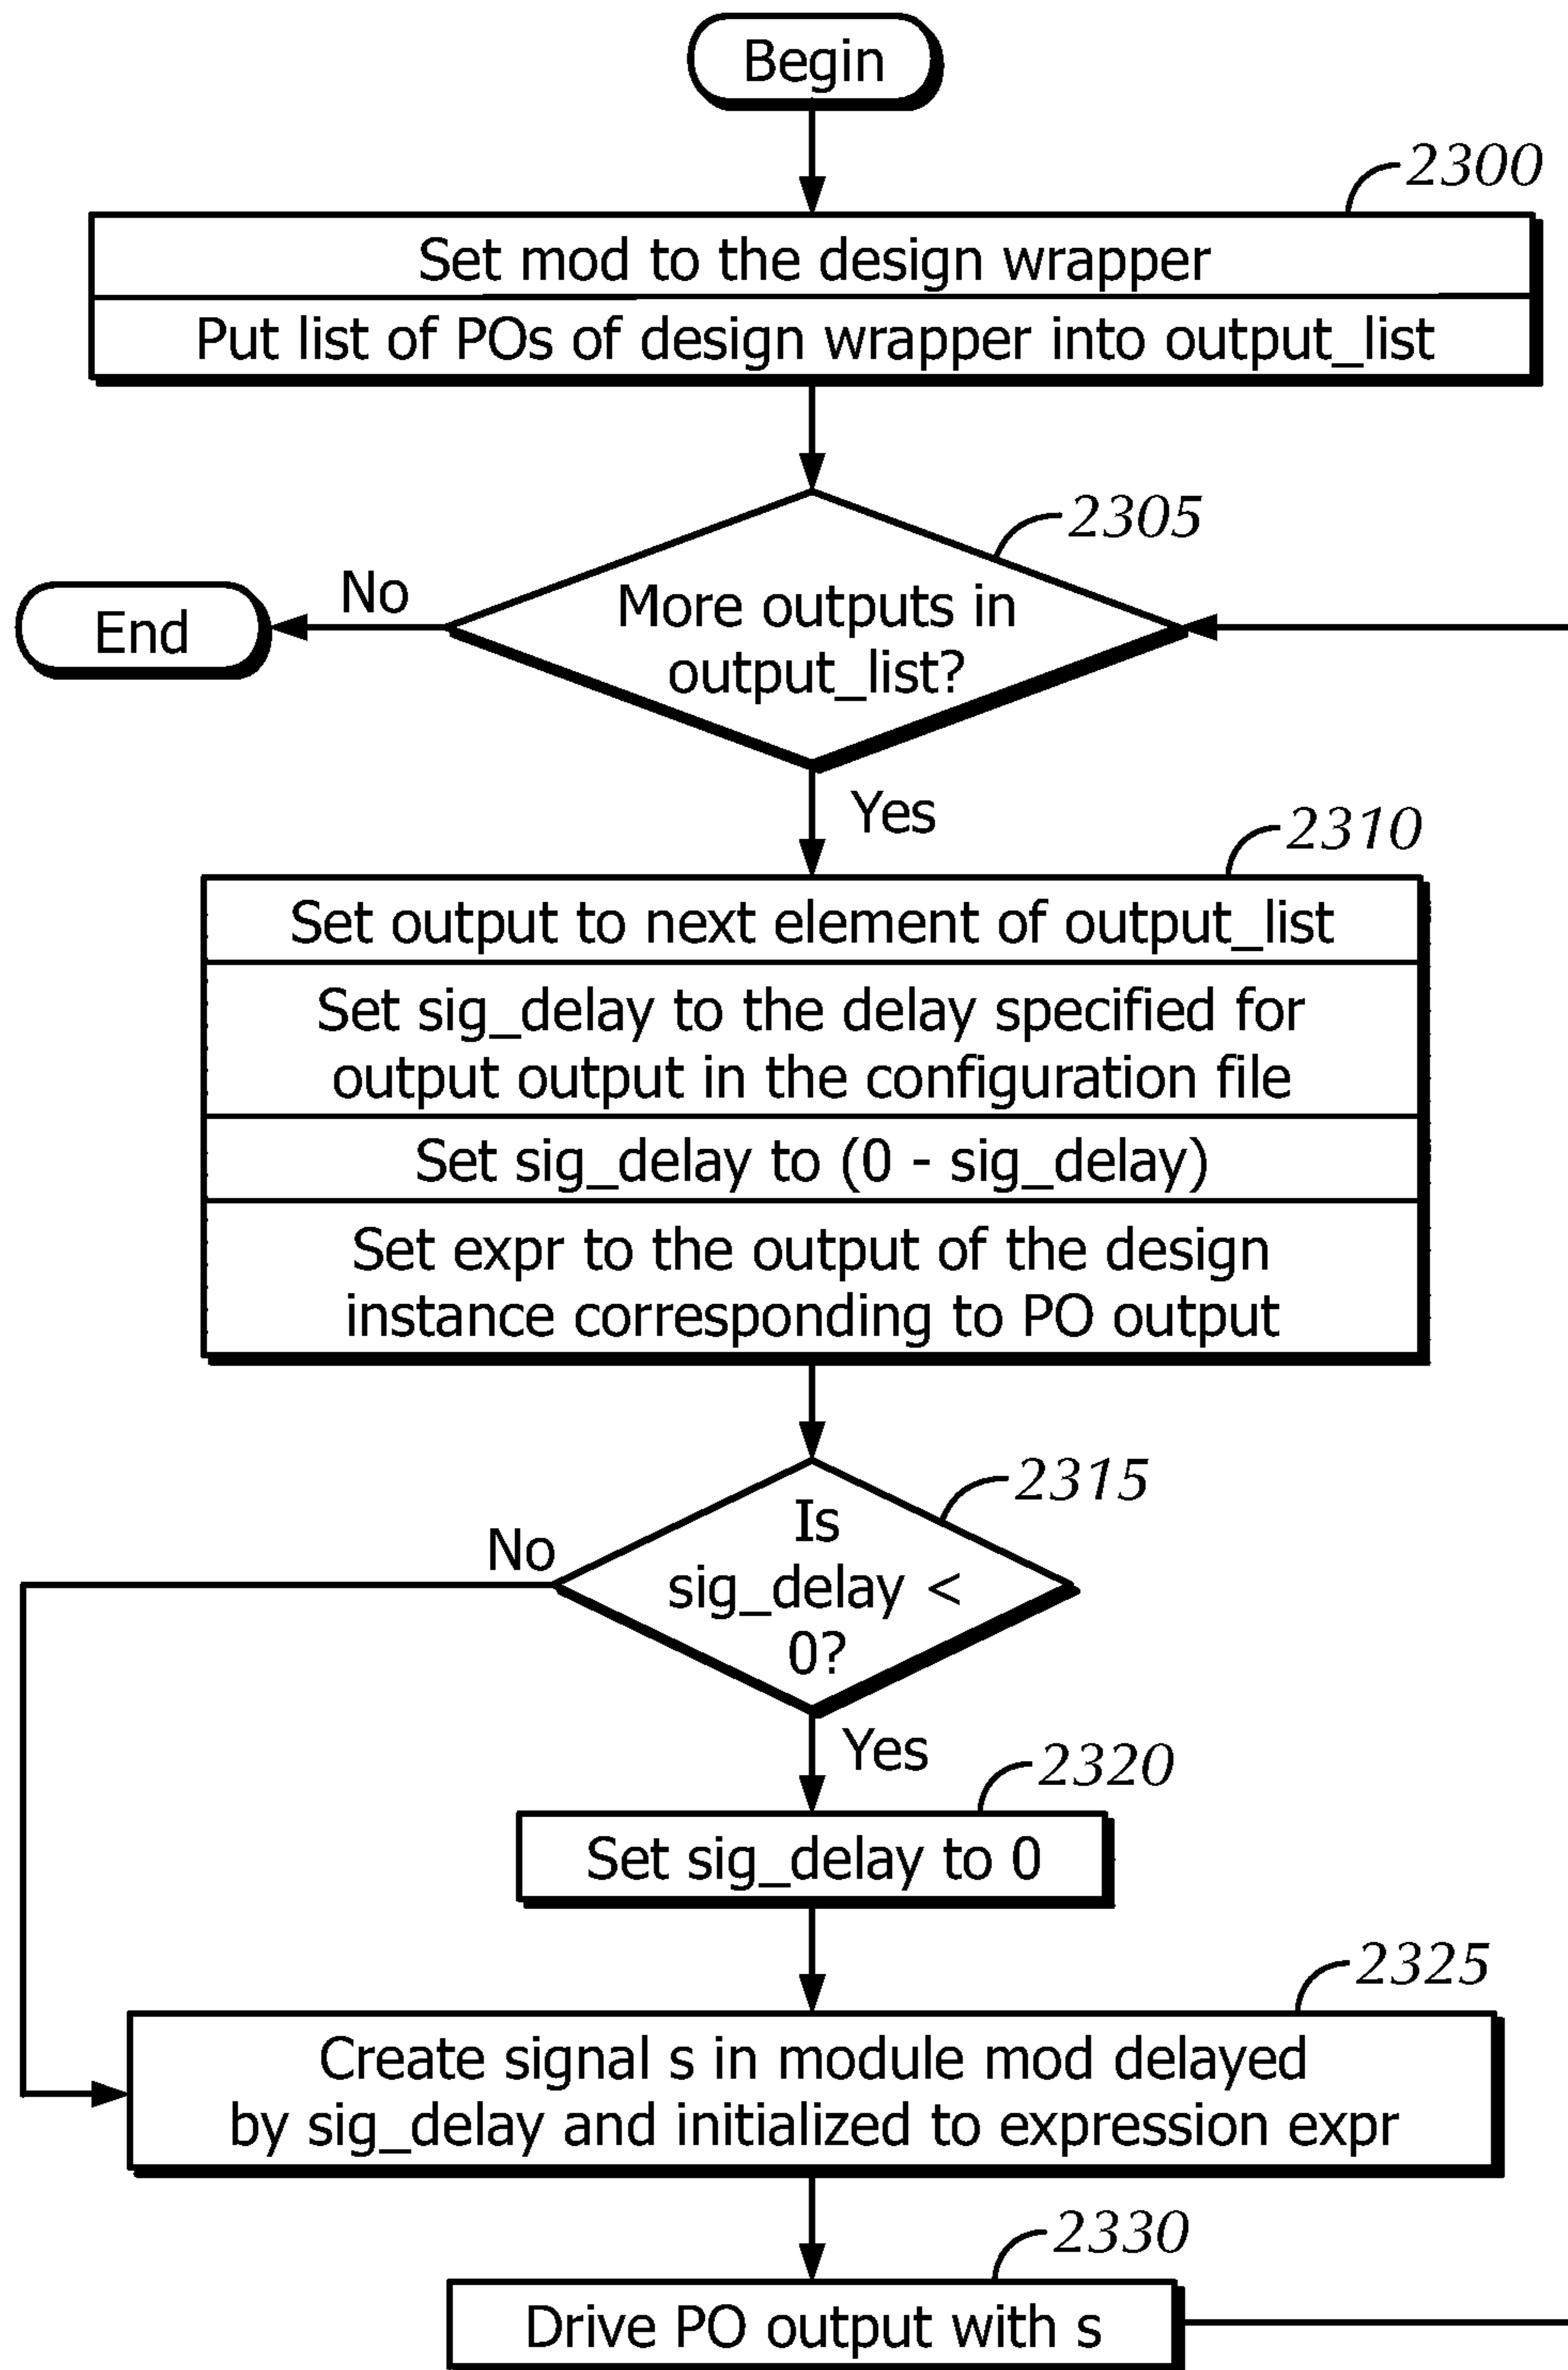 Begin
2300
Set mod to the design wrapper
Put list of POs of design wrapper into output_list
2305
More outputs in
output_list?
No
End
Yes
2310
Set output to next element of output_list
Set sig_delay to the delay specified for
output output in the configuration file
Set sig_delay to (0 - sig_delay)
Set expr to the output of the design
instance corresponding to PO output
2315
Is
sig_delay <
0?
No
Yes
2320
Set sig_delay to 0
2325
Create signal s in module mod delayed
by sig_delay and initialized to expression expr
2330
Drive PO output with s